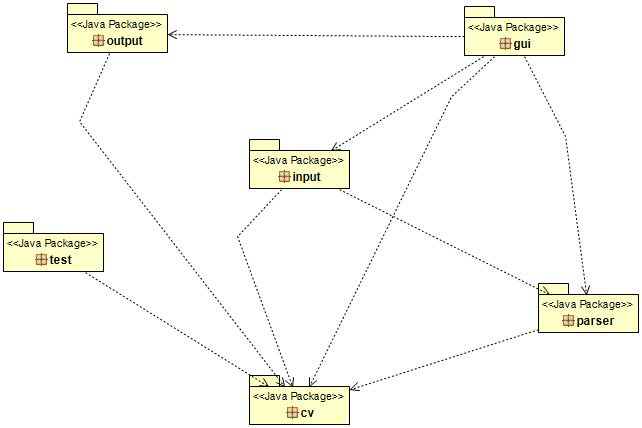 <<Java Package>>
output
<<Java Package>>
gui
<<Java Package>>
input
<<Java Package>>
test
<<Java Package>>
parser
<<Java Package>>
cv